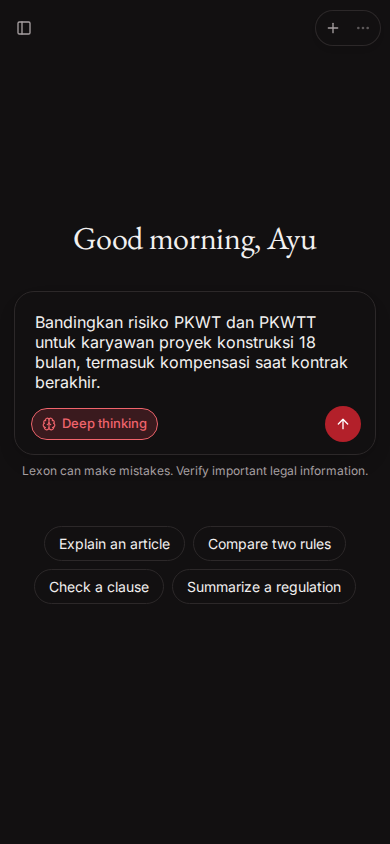 Good morning, Ayu
Bandingkan risiko PKWT dan PKWTT
untuk karyawan proyek konstruksi 18
bulan, termasuk kompensasi saat kontrak
berakhir.
Deep thinking
Lexon can make mistakes. Verify important legal information.
Explain an article
Compare two rules
Check a clause
Summarize a regulation